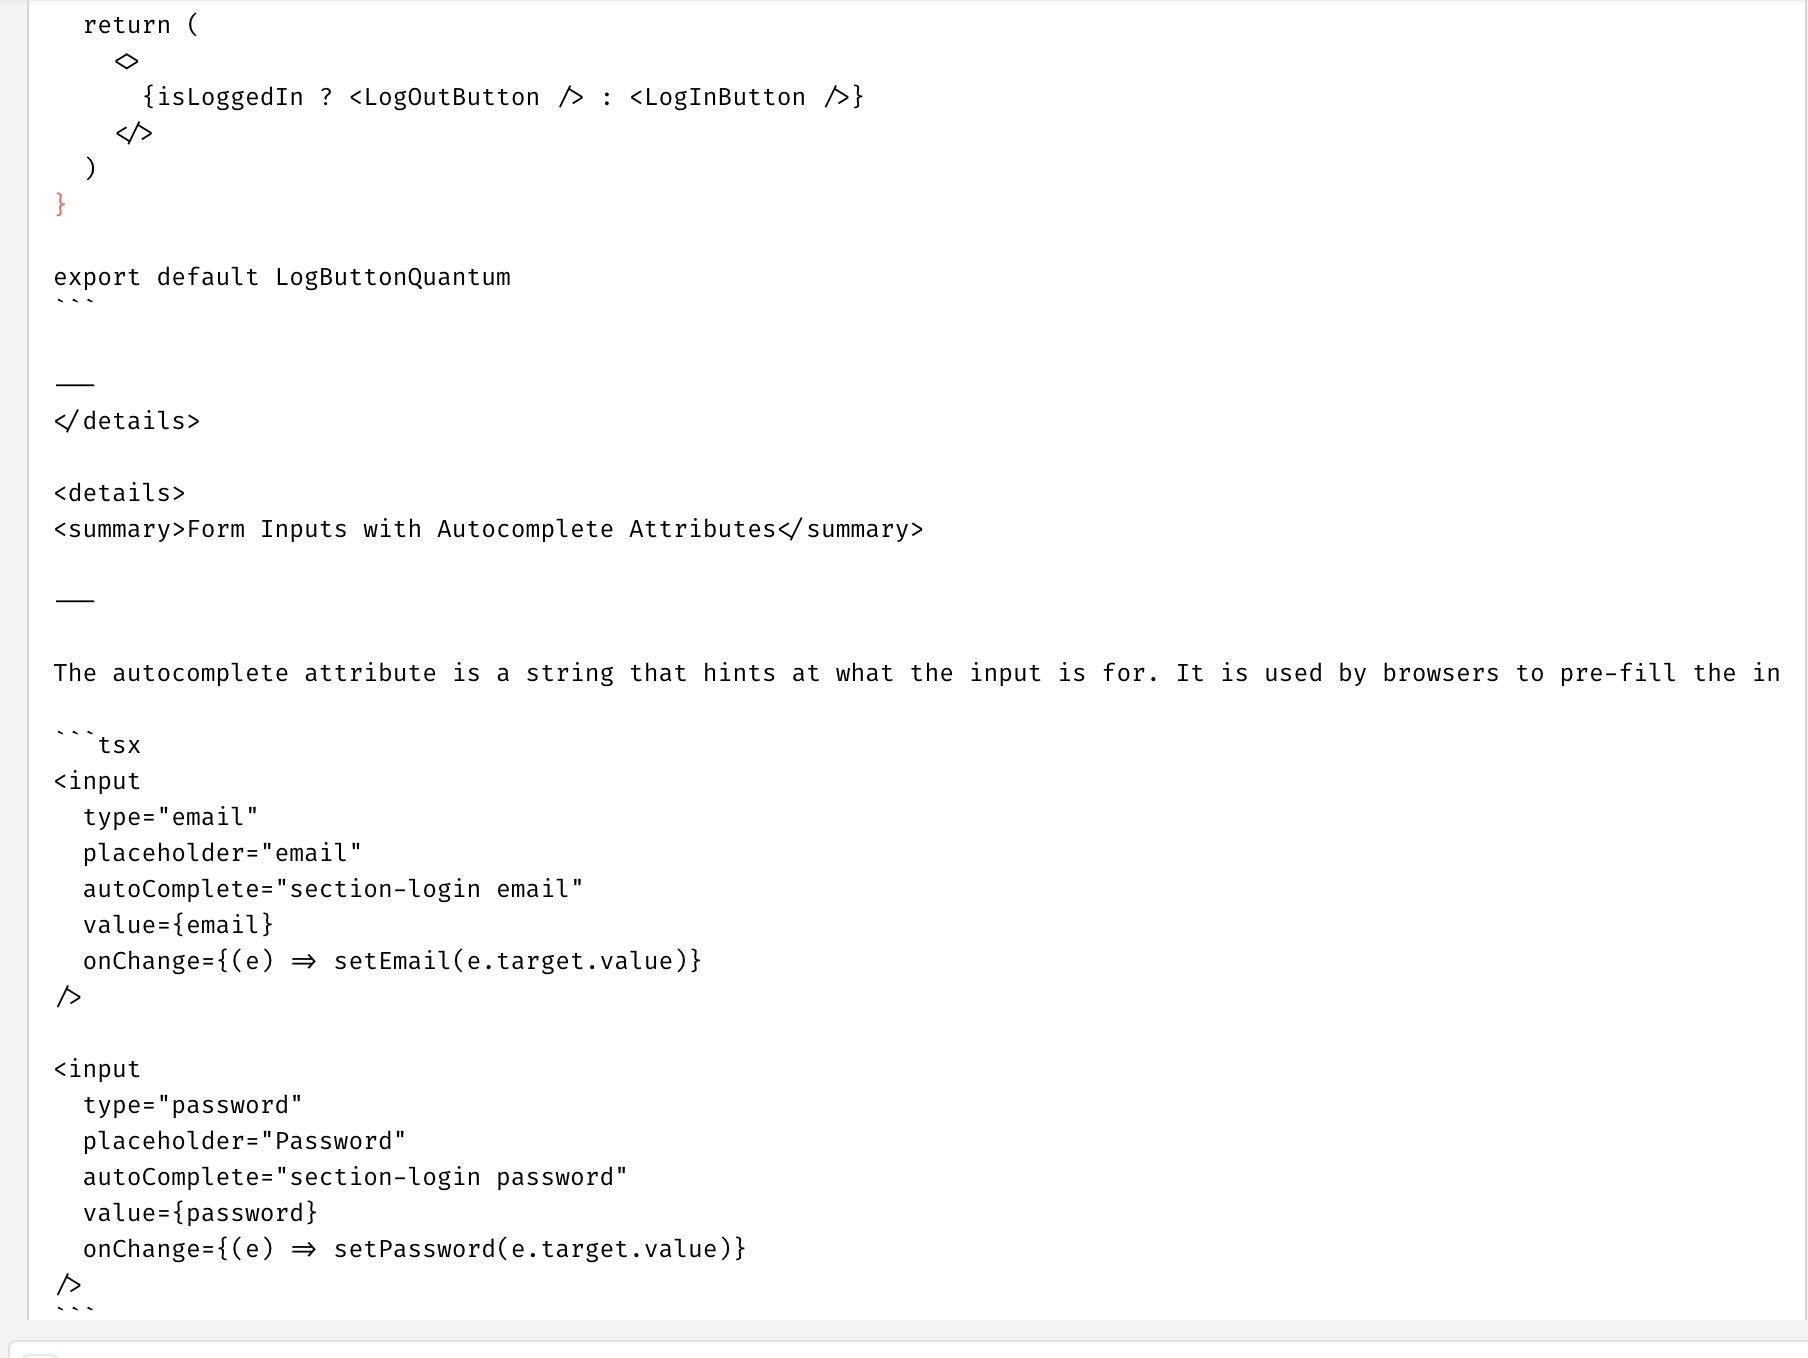 return (
    <>
      {isLoggedIn ? <LogOutButton /> : <LogInButton />}
    </>
  )
}

export default LogButtonQuantum
```

---
</details>

<details>
<summary>Form Inputs with Autocomplete Attributes</summary>

---

The autocomplete attribute is a string that hints at what the input is for. It is used by browsers to pre-fill the in

```tsx
<input
  type="email"
  placeholder="email"
  autoComplete="section-login email"
  value={email}
  onChange={(e) => setEmail(e.target.value)}
/>

<input
  type="password"
  placeholder="Password"
  autoComplete="section-login password"
  value={password}
  onChange={(e) => setPassword(e.target.value)}
/>
```